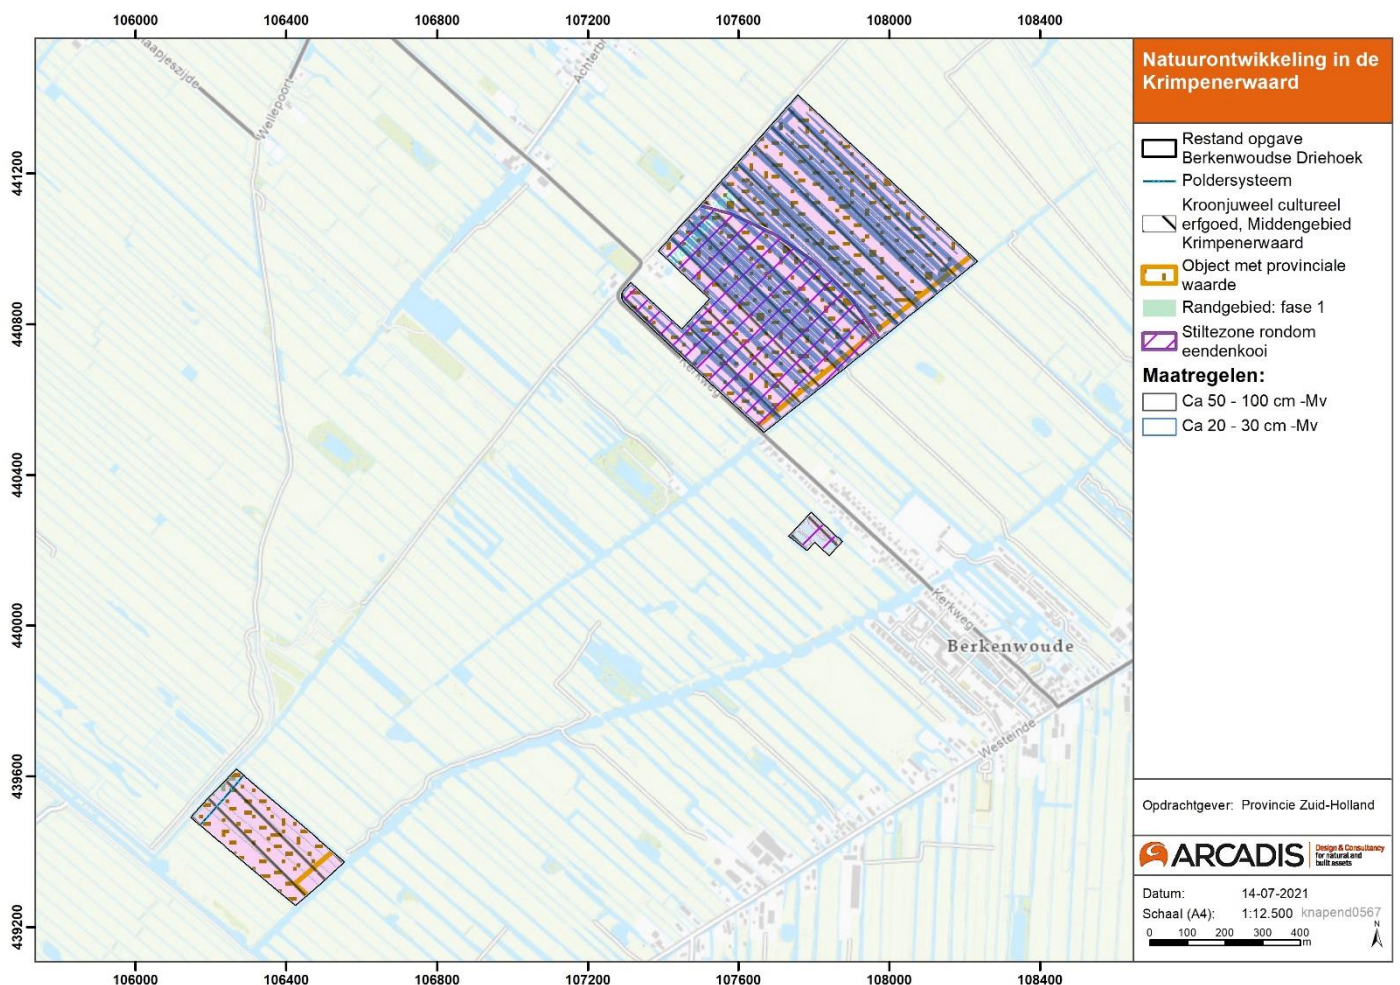 106000 106400 106800 107200 107600 108000 108400
441200
440800
440400
440000
439600
439200
Wellepoort
Kerkweg
Kerkweg
Berkenwoude
Westeinde
106000 106400 106800 107200 107600 108000 108400
Natuurontwikkeling in de
Krimpenerwaard
Restand opgave
Berkenwoudse Driehoek
Poldersysteem
Kroonjuweel cultureel
erfgoed, Middengebied
Krimpenerwaard
Object met provinciale
waarde
Randgebied: fase 1
Stiltezone rondom
eendenkooi
Maatregelen:
Ca 50 - 100 cm -Mv
Ca 20 - 30 cm -Mv
Opdrachtgever: Provincie Zuid-Holland
ARCADIS
Design & Consultancy
for natural and
built assets
Datum: 14-07-2021
Schaal (A4): 1:12.500 knapend0567
N
0 100 200 300 400
m